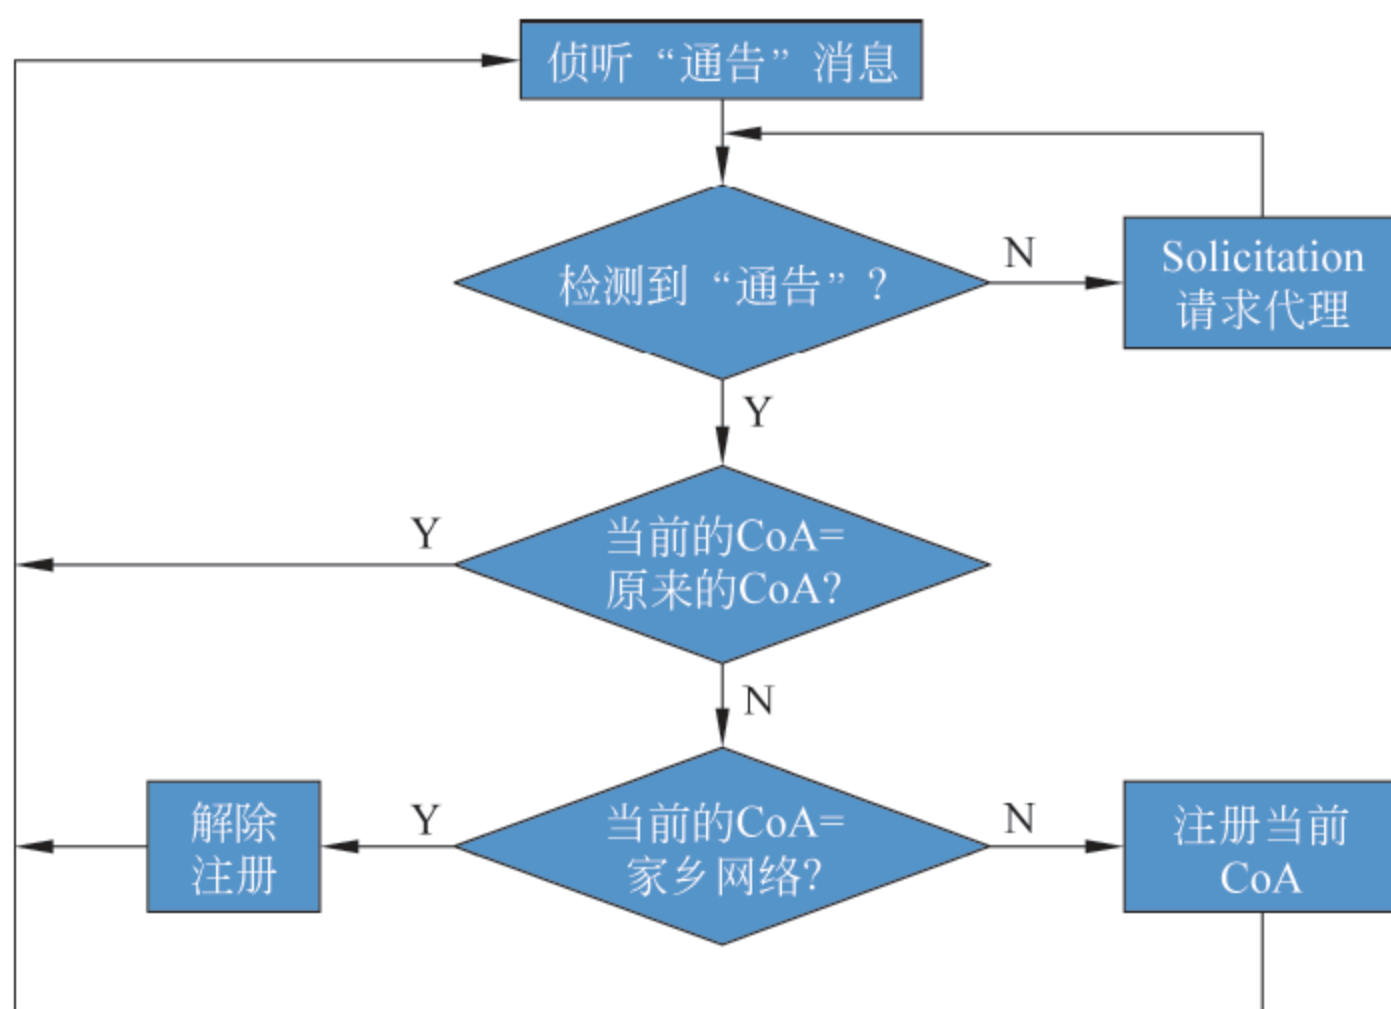 侦听“通告”消息
检测到“通告”？
N
Solicitation
请求代理
Y
Y
当前的CoA=
原来的CoA?
N
解除
注册
Y
当前的CoA=
家乡网络?
N
注册当前
CoA